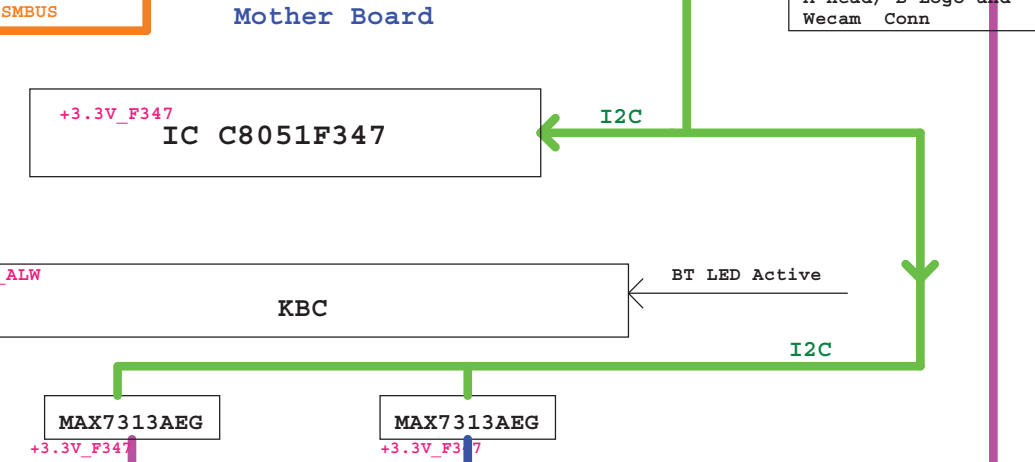 SMBUS
Mother Board
Wecam Conn
+3.3V_F347
IC C8051F347
I2C
_ALW
KBC
BT LED Active
I2C
MAX7313AEG
+3.3V_F347
MAX7313AEG
+3.3V_F347